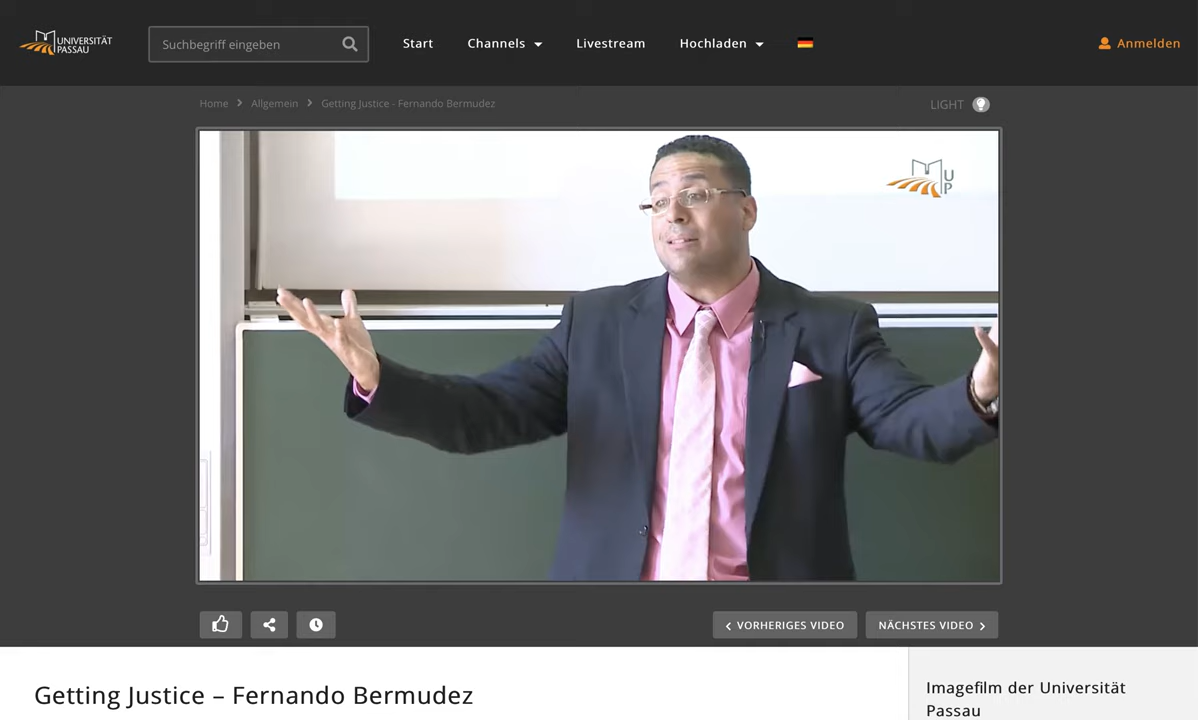 UNIVERSITÄT
PASSAU
Suchbegriff eingeben
Start
Channels
Livestream
Hochladen
Anmelden
Home > Allgemein > Getting Justice - Fernando Bermudez
LIGHT
U
P
VORHERIGES VIDEO
NÄCHSTES VIDEO
Getting Justice – Fernando Bermudez
Imagefilm der Universität
Passau